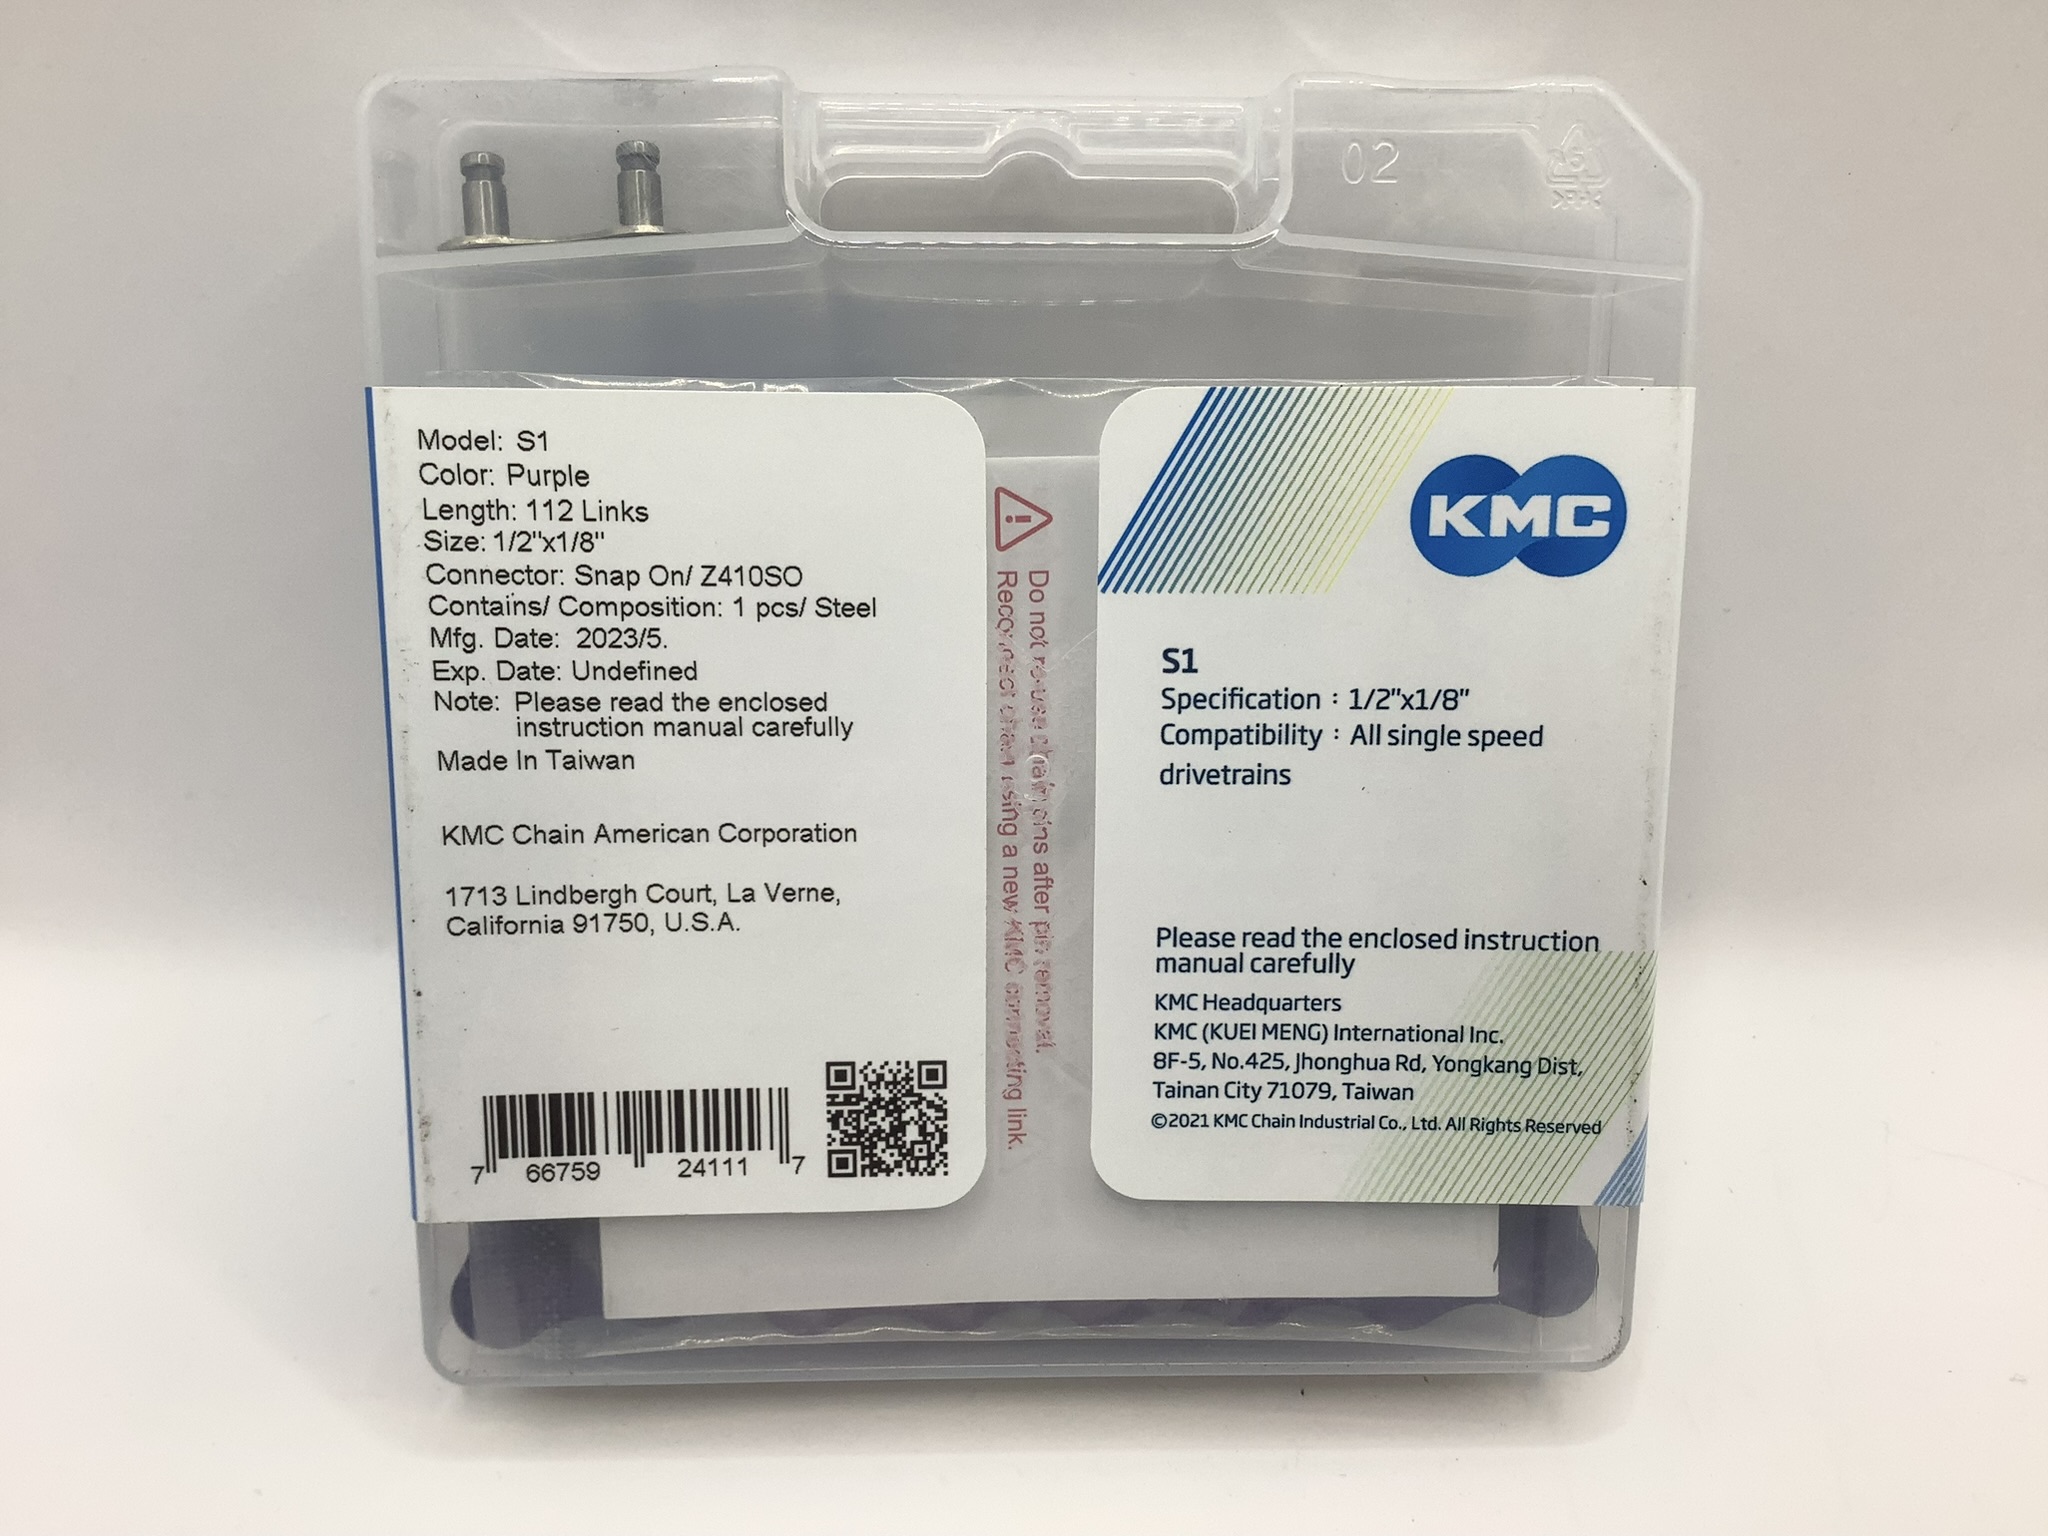 02
Model: S1
Color: Purple
Length: 112 Links
Size: 1/2"x1/8"
Connector: Snap On/ Z410SO
Contains/ Composition: 1 pcs/ Steel
Mfg. Date: 2023/5.
Exp. Date: Undefined
Note: Please read the enclosed
instruction manual carefully
Made In Taiwan
KMC Chain American Corporation
1713 Lindbergh Court, La Verne,
California 91750, U.S.A.
7 66759 24111 7
Do not re-use chain pins after pin removal.
Reconnect chain using a new KMC connecting link.
KMC
S1
Specification : 1/2"x1/8"
Compatibility : All single speed
drivetrains
Please read the enclosed instruction
manual carefully
KMC Headquarters
KMC (KUEI MENG) International Inc.
8F-5, No.425, Jhonghua Rd, Yongkang Dist,
Tainan City 71079, Taiwan
©2021 KMC Chain Industrial Co., Ltd. All Rights Reserved